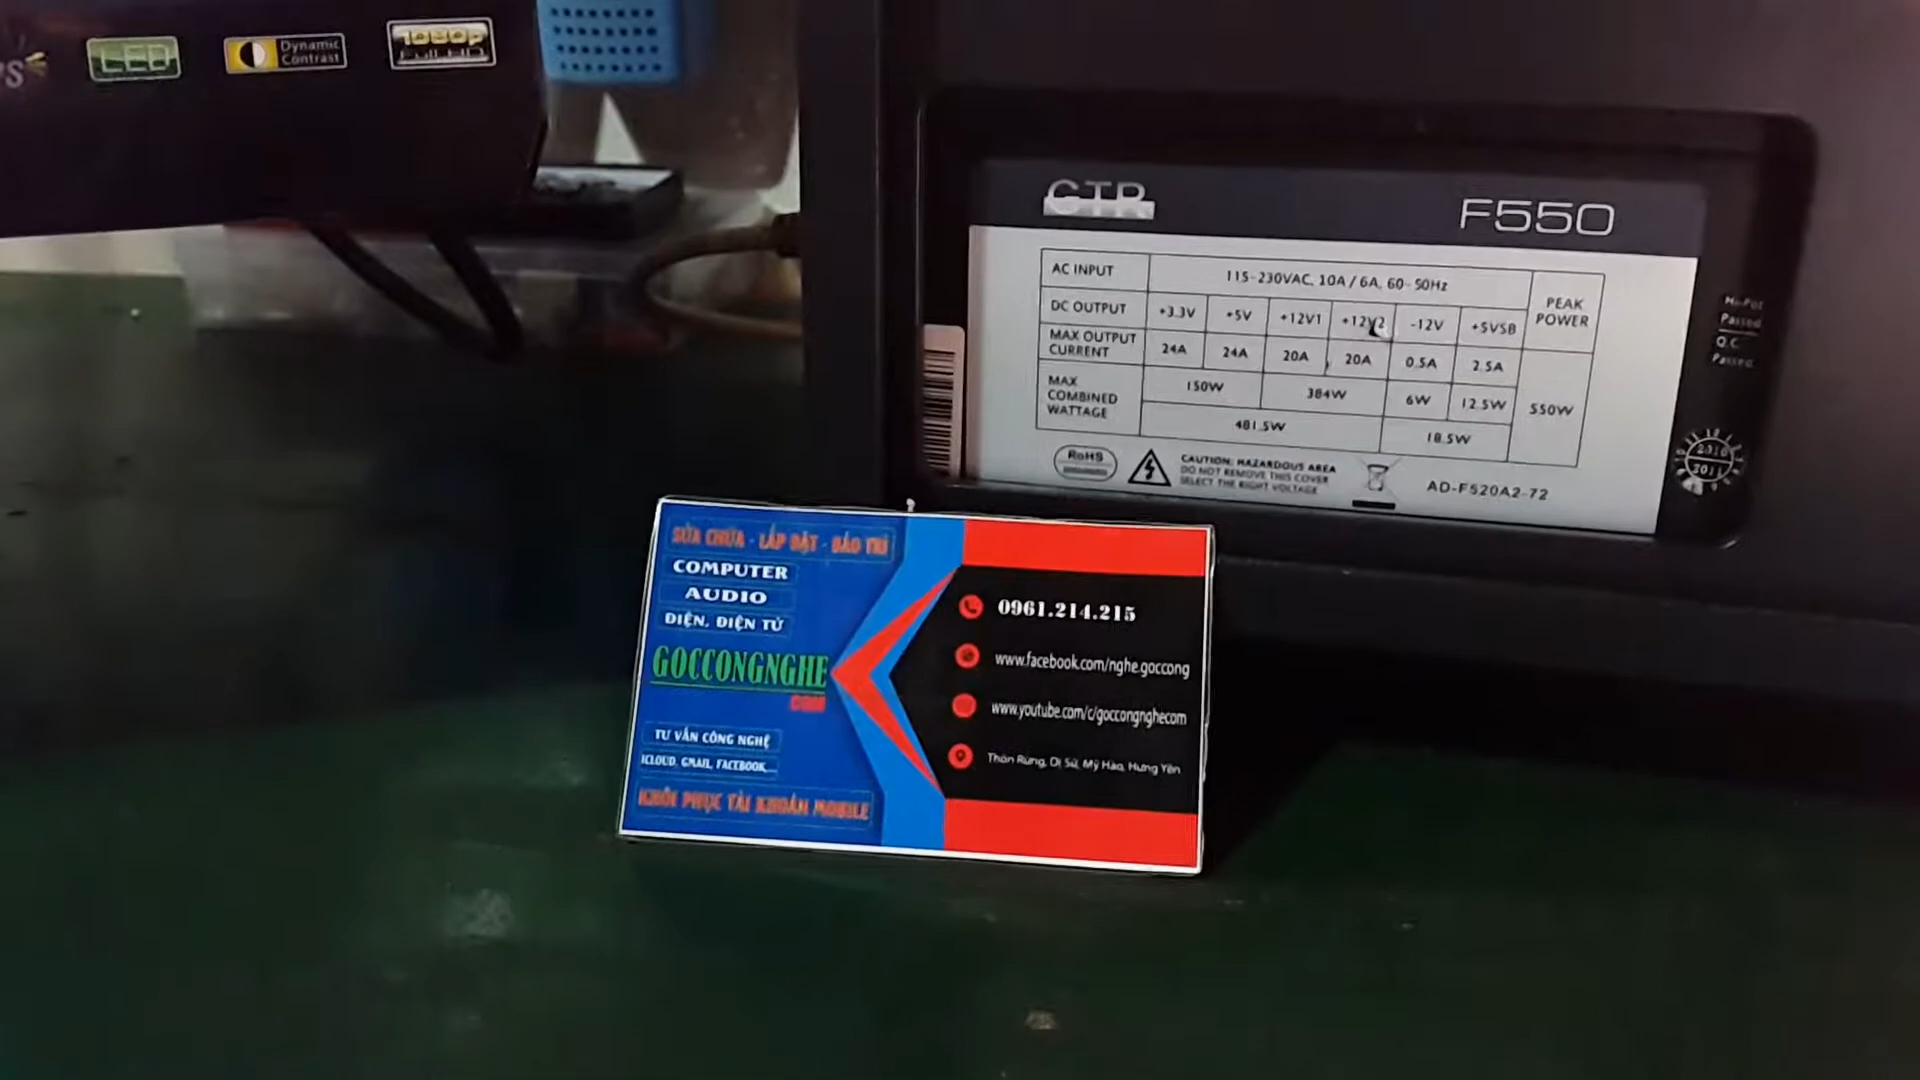 LED
Dynamic
Contrast
1080p
Full HD
F550
AC INPUT
115-230VAC, 10A / 6A, 60-50Hz
PEAK
POWER
DC OUTPUT
+3.3V
+5V
+12V1
+12V2
-12V
+5VSB
MAX OUTPUT
CURRENT
24A
24A
20A
20A
0.5A
2.5A
MAX
COMBINED
WATTAGE
150W
384W
6W
12.5W
550W
481.5W
18.5W
RoHS
CAUTION: HAZARDOUS AREA
DO NOT REMOVE THIS COVER
SELECT THE RIGHT VOLTAGE
AD-F520A2-72
Hi-Pot
Passed
Q.C.
Passed
2010
2011
SỬA CHỮA - LẮP ĐẶT - BẢO TRÌ
COMPUTER
AUDIO
ĐIỆN, ĐIỆN TỬ
GOCCONGNGHE
COM
TƯ VẤN CÔNG NGHỆ
ICLOUD, GMAIL, FACEBOOK...
KHÔI PHỤC TÀI KHOẢN MOBILE
0961.214.215
www.facebook.com/nghe.goccong
www.youtube.com/c/goccongnghecom
Thôn Rừng, Dị Sử, Mỹ Hào, Hưng Yên